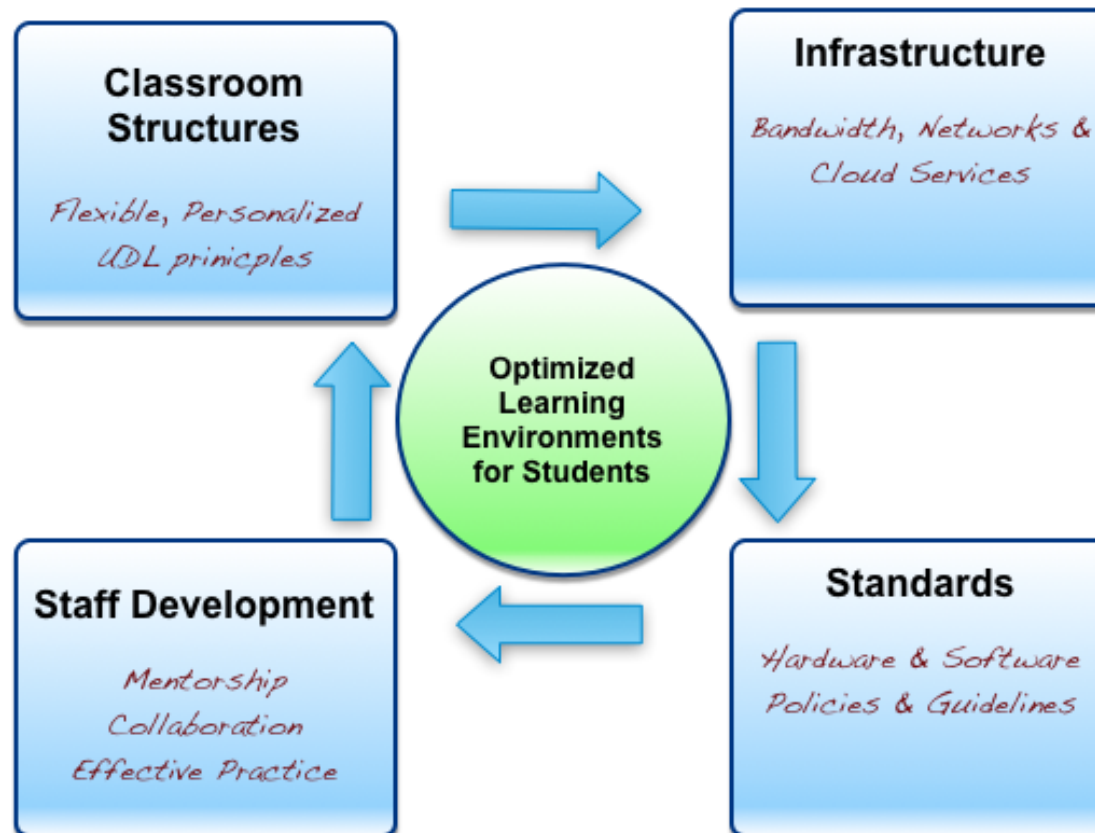 Classroom
Structures
Flexible, Personalized
UDL prinicples
Infrastructure
Bandwidth, Networks &
Cloud Services
Optimized
Learning
Environments
for Students
Staff Development
Mentorship
Collaboration
Effective Practice
Standards
Hardware & Software
Policies & Guidelines